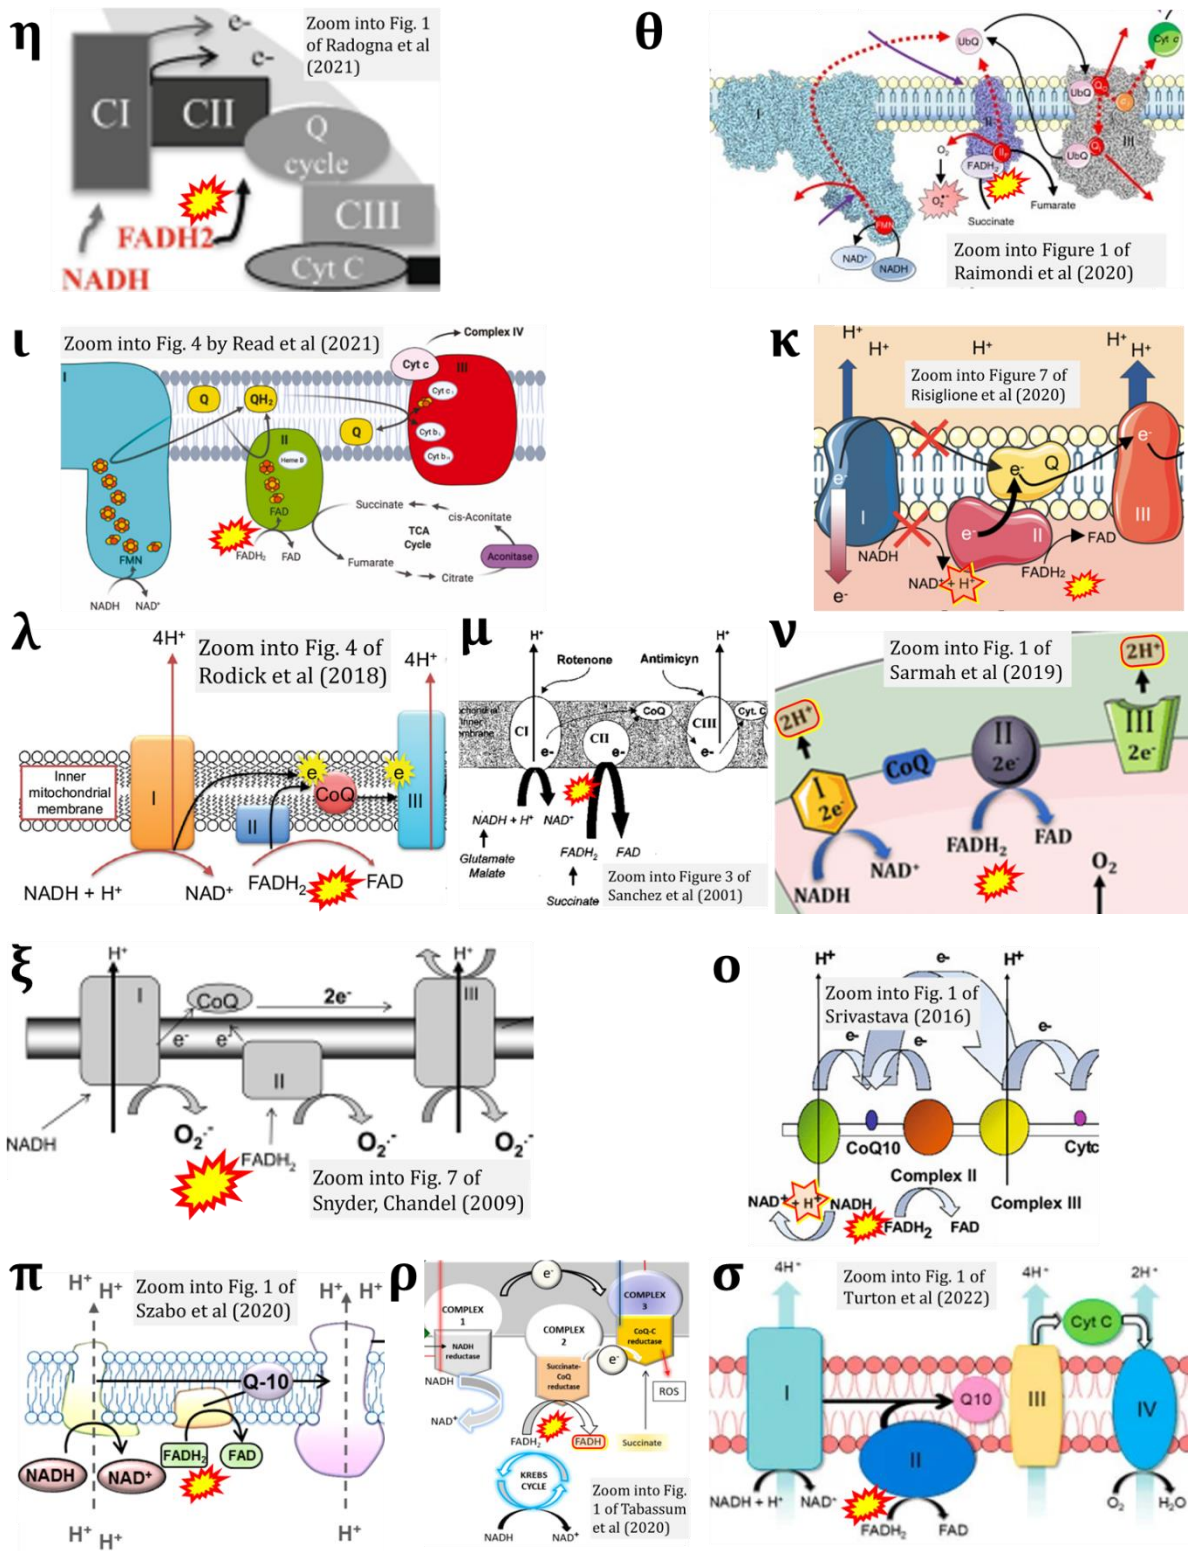 η
Zoom into Fig. 1
of Radogna et al
(2021)
e-
e-
CI
CII
Q
cycle
CIII
Cyt C
FADH2
NADH
θ
UbQ
Cyt c
UbQ
Qo
c1
I
II
III
O2
IIF
UbQ
Qi
FADH2
O2•-
Fumarate
Succinate
FMN
NAD+
NADH
Zoom into Figure 1 of
Raimondi et al (2020)
ι
Zoom into Fig. 4 by Read et al (2021)
Complex IV
I
Cyt c
III
Q
QH2
Cyt c₁
II
Q
Heme B
FAD
Succinate
cis-Aconitate
TCA
Cycle
Aconitase
FADH2
FAD
Fumarate
Citrate
FMN
NADH
NAD+
κ
H+
H+
H+
H+
H+
Zoom into Figure 7 of
Risiglione et al (2020)
e-
e-
e-
Q
I
e-
II
III
NADH
FAD
NAD+ + H+
FADH2
e-
λ
4H+
Zoom into Fig. 4 of
Rodick et al (2018)
4H+
Inner
mitochondrial
membrane
I
e
e
CoQ
II
III
NADH + H+
NAD+
FADH2
FAD
μ
H+
H+
Rotenone
Antimicyn
CI
CoQ
CIII
Cyt. C
CII
e-
e-
e-
NADH + H+
NAD+
Glutamate
Malate
FADH2
FAD
Succinate
Zoom into Figure 3 of
Sanchez et al (2001)
ν
Zoom into Fig. 1 of
Sarmah et al (2019)
2H+
2H+
I
2e-
CoQ
II
2e-
III
2e-
FADH2
FAD
NAD+
NADH
O2
ξ
H+
H+
I
CoQ
2e-
III
e-
e-
II
O2·-
O2·-
O2·-
NADH
FADH2
Zoom into Fig. 7 of
Snyder, Chandel (2009)
ο
H+
e-
H+
Zoom into Fig. 1 of
Srivastava (2016)
e-
e-
e-
CoQ10
Cytc
Complex II
Complex III
NAD+ + H+ NADH
FADH2
FAD
π
H+
H+
H+
H+
Zoom into Fig. 1 of
Szabo et al (2020)
Q-10
FADH2
FAD
NADH
NAD+
H+
H+
H+
ρ
e-
COMPLEX
1
COMPLEX
3
COMPLEX
2
NADH
reductase
CoQ-C
reductase
e-
Succinate-
CoQ
reductase
NADH
ROS
NAD+
FADH2
FADH
Succinate
KREBS
CYCLE
NADH
NAD+
Zoom into Fig.
1 of Tabassum
et al (2020)
σ
4H+
Zoom into Fig. 1 of
Turton et al (2022)
4H+
2H+
Cyt C
I
Q10
III
IV
II
NADH + H+
NAD+
FADH2
FAD
O2
H2O